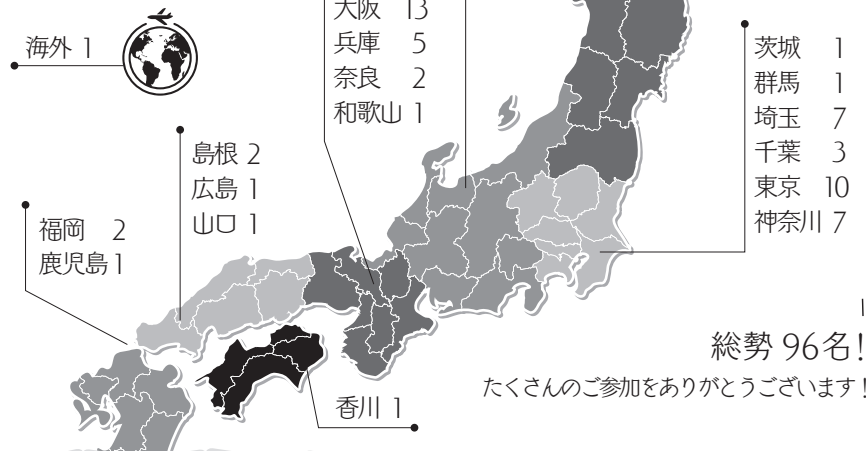 海外 1
大阪 13
兵庫 5
奈良 2
和歌山 1
茨城 1
群馬 1
埼玉 7
千葉 3
東京 10
神奈川 7
島根 2
広島 1
山口 1
福岡 2
鹿児島 1
香川 1
総勢 96名!
たくさんのご参加をありがとうございます!